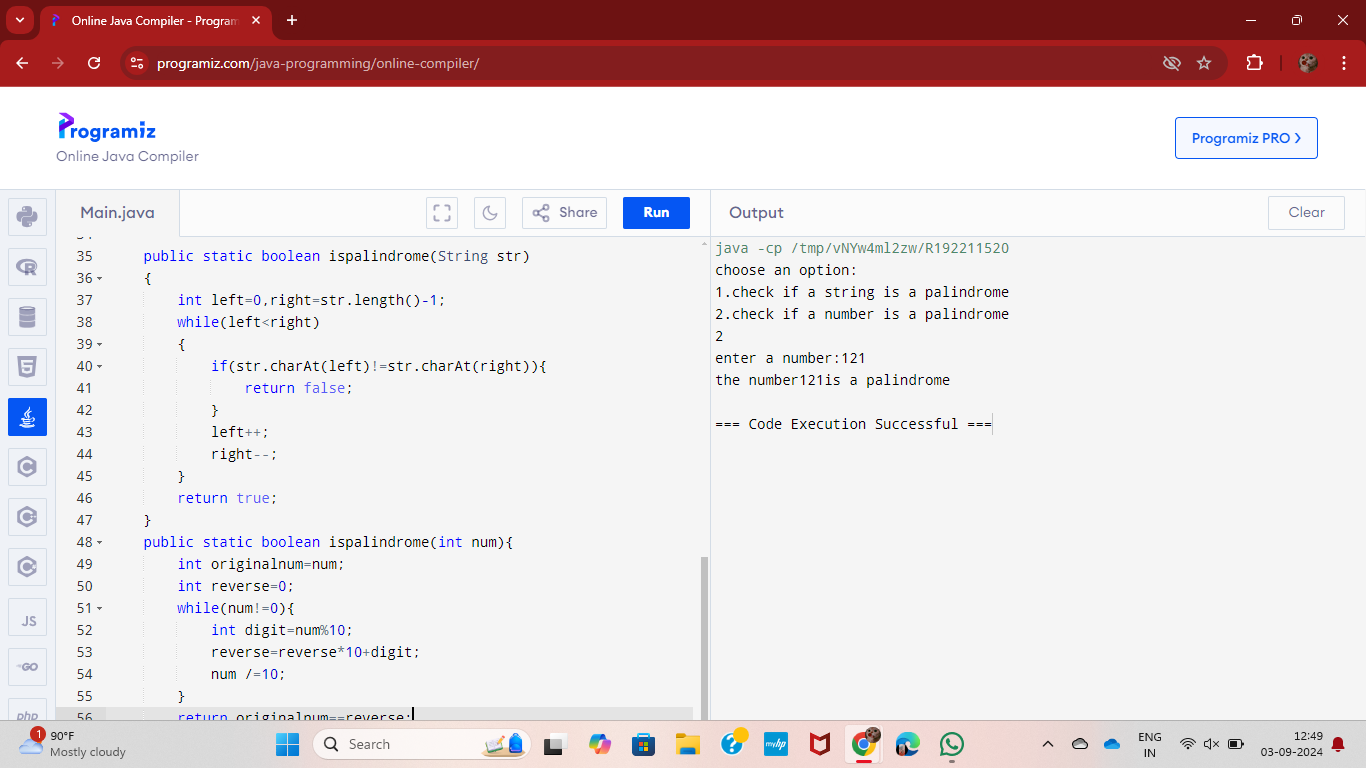 Online Java Compiler - Program
programiz.com/java-programming/online-compiler/
Programiz
Online Java Compiler
Programiz PRO >
Main.java
Share
Run
Output
Clear
35 public static boolean ispalindrome(String str)
36 {
37 int left=0,right=str.length()-1;
38 while(left<right)
39 {
40 if(str.charAt(left)!=str.charAt(right)){
41 return false;
42 }
43 left++;
44 right--;
45 }
46 return true;
47 }
48 public static boolean ispalindrome(int num){
49 int originalnum=num;
50 int reverse=0;
51 while(num!=0){
52 int digit=num%10;
53 reverse=reverse*10+digit;
54 num /=10;
55 }
56 return originalnum==reverse;
java -cp /tmp/vNYw4ml2zw/R192211520
choose an option:
1.check if a string is a palindrome
2.check if a number is a palindrome
2
enter a number:121
the number121is a palindrome
=== Code Execution Successful ===
JS
GO
php
1
90°F
Mostly cloudy
Search
myhp
ENG
IN
12:49
03-09-2024